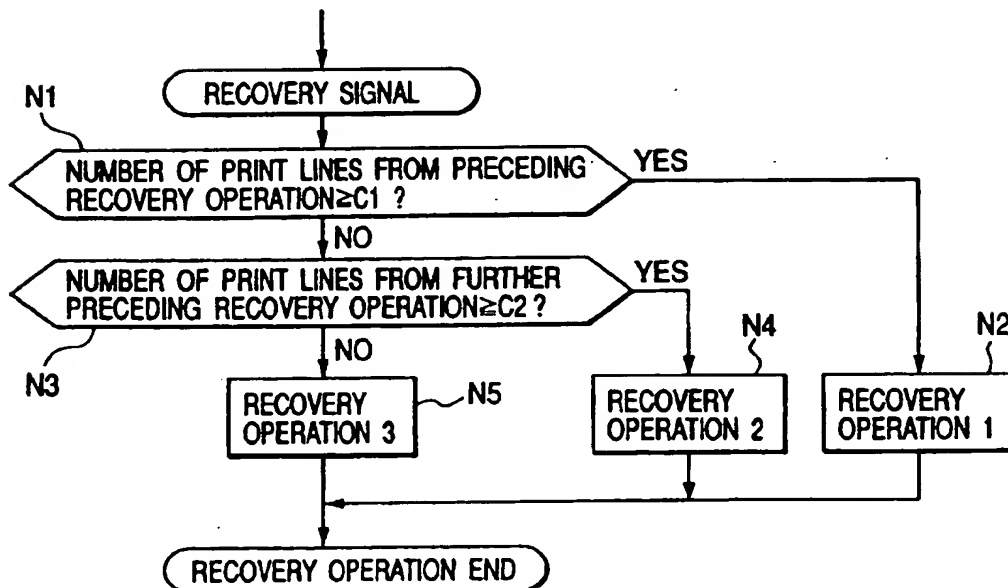 RECOVERY SIGNAL
N1
NUMBER OF PRINT LINES FROM PRECEDING
RECOVERY OPERATION≥C1 ?
YES
NO
NUMBER OF PRINT LINES FROM FURTHER
PRECEDING RECOVERY OPERATION≧C2 ?
YES
N3
NO
N5
N4
N2
RECOVERY
OPERATION 3
RECOVERY
OPERATION 2
RECOVERY
OPERATION 1
RECOVERY OPERATION END